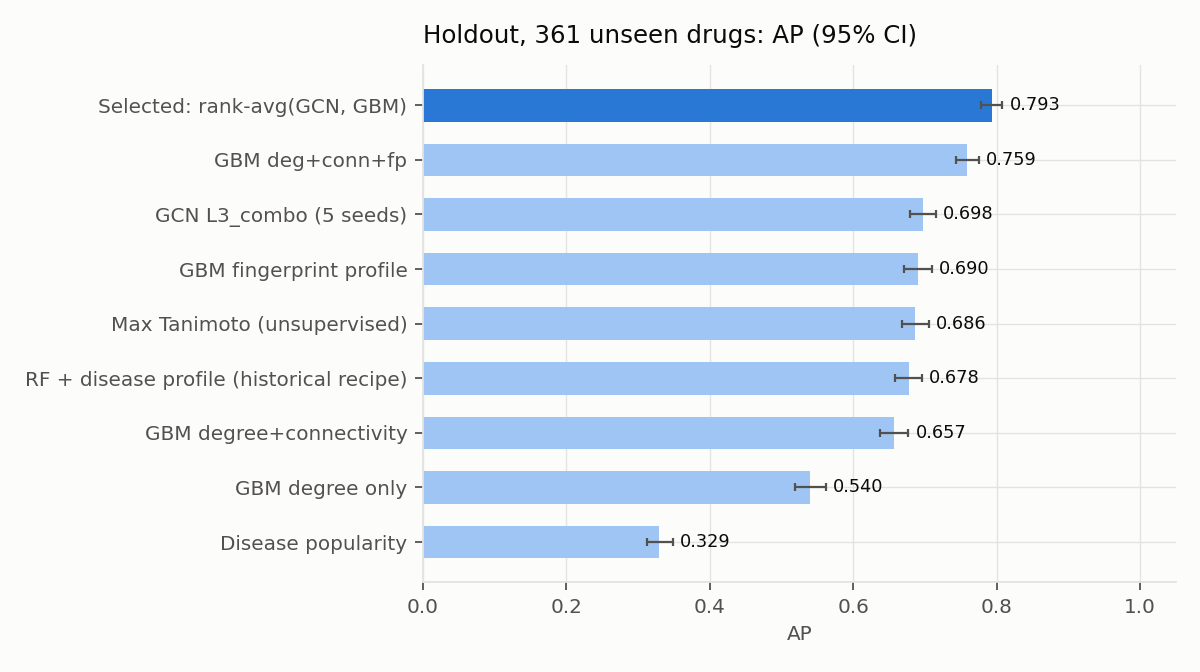 Holdout, 361 unseen drugs: AP (95% CI)
Selected: rank-avg(GCN, GBM) 0.793
GBM deg+conn+fp 0.759
GCN L3_combo (5 seeds) 0.698
GBM fingerprint profile 0.690
Max Tanimoto (unsupervised) 0.686
RF + disease profile (historical recipe) 0.678
GBM degree+connectivity 0.657
GBM degree only 0.540
Disease popularity 0.329
0.0 0.2 0.4 0.6 0.8 1.0
AP